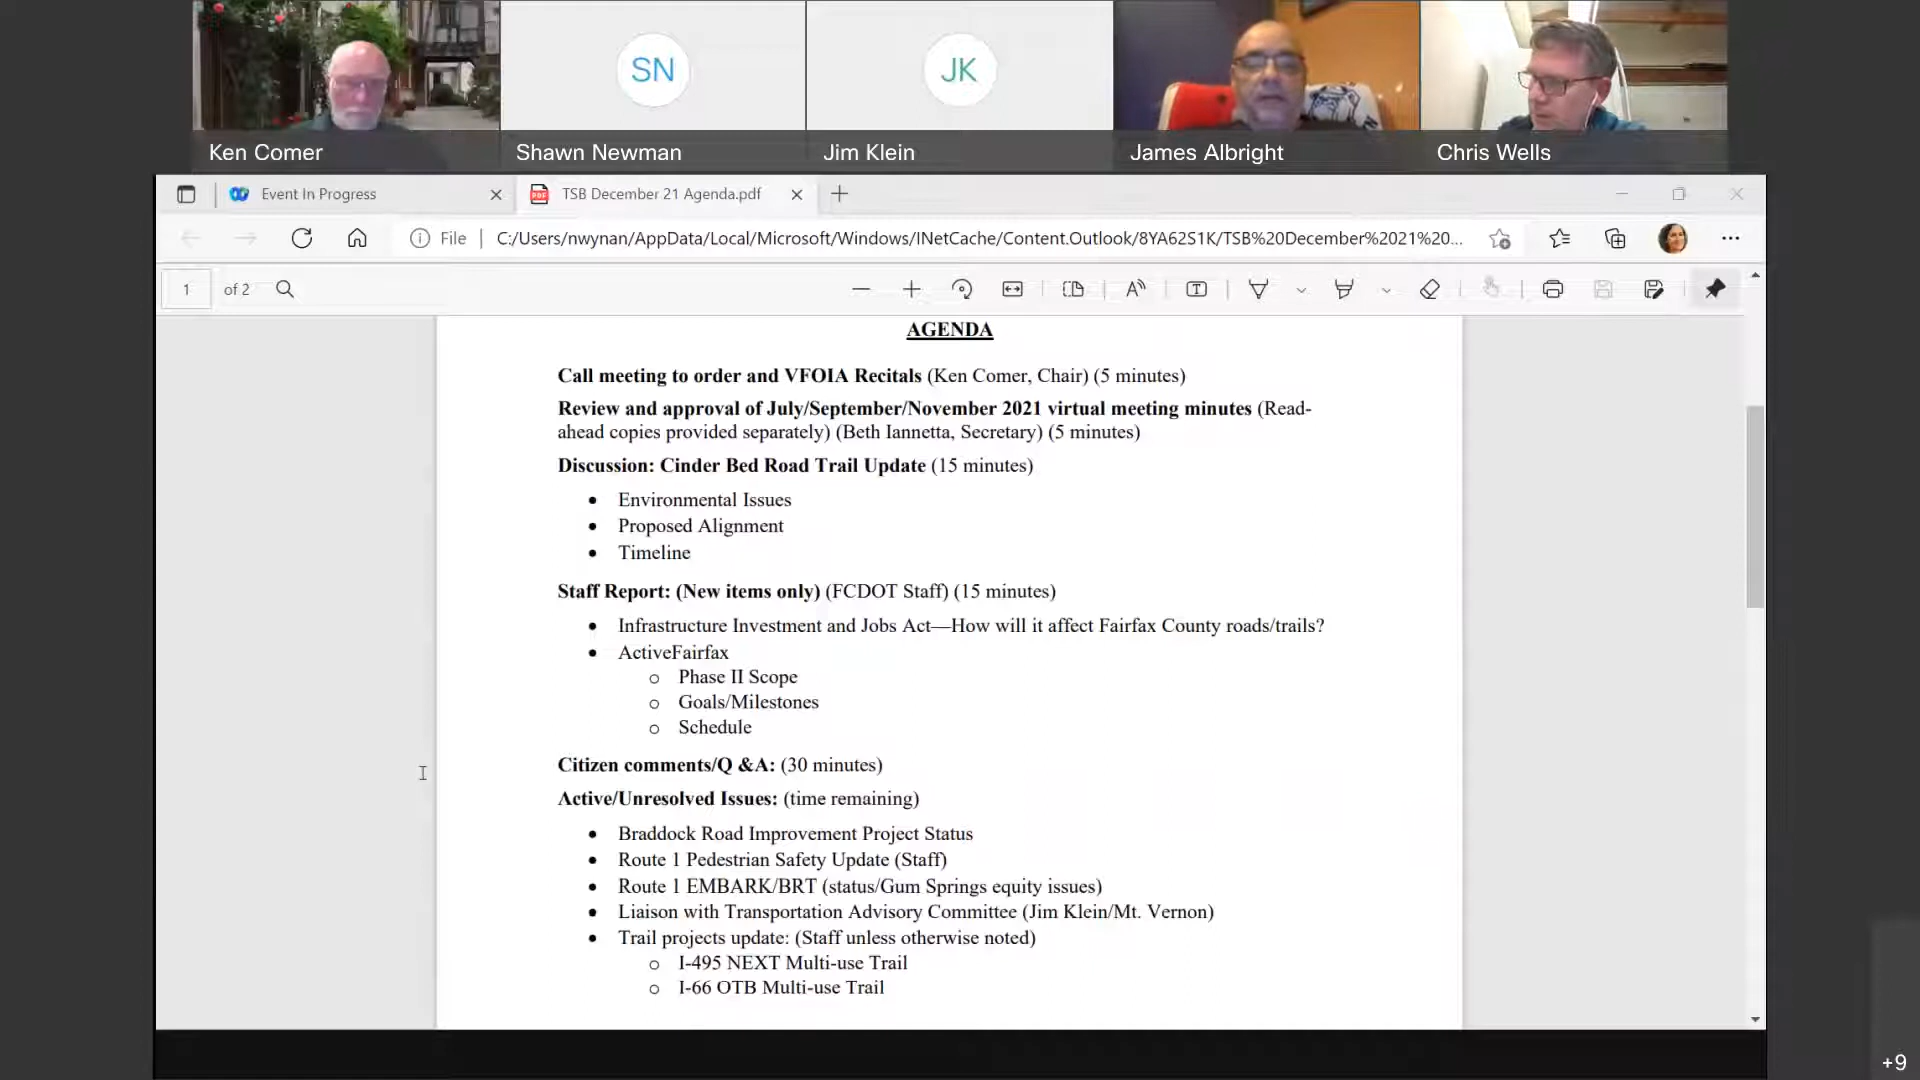 SN
JK
Ken Comer
Shawn Newman
Jim Klein
James Albright
Chris Wells
Event In Progress
TSB December 21 Agenda.pdf
File
C:/Users/nwynan/AppData/Local/Microsoft/Windows/INetCache/Content.Outlook/8YA62S1K/TSB%20December%2021%20...
1 of 2
AGENDA
Call meeting to order and VFOIA Recitals (Ken Comer, Chair) (5 minutes)
Review and approval of July/September/November 2021 virtual meeting minutes (Read-
ahead copies provided separately) (Beth Iannetta, Secretary) (5 minutes)
Discussion: Cinder Bed Road Trail Update (15 minutes)
• Environmental Issues
• Proposed Alignment
• Timeline
Staff Report: (New items only) (FCDOT Staff) (15 minutes)
• Infrastructure Investment and Jobs Act—How will it affect Fairfax County roads/trails?
• ActiveFairfax
o Phase II Scope
o Goals/Milestones
o Schedule
Citizen comments/Q &A: (30 minutes)
Active/Unresolved Issues: (time remaining)
• Braddock Road Improvement Project Status
• Route 1 Pedestrian Safety Update (Staff)
• Route 1 EMBARK/BRT (status/Gum Springs equity issues)
• Liaison with Transportation Advisory Committee (Jim Klein/Mt. Vernon)
• Trail projects update: (Staff unless otherwise noted)
o I-495 NEXT Multi-use Trail
o I-66 OTB Multi-use Trail
+9